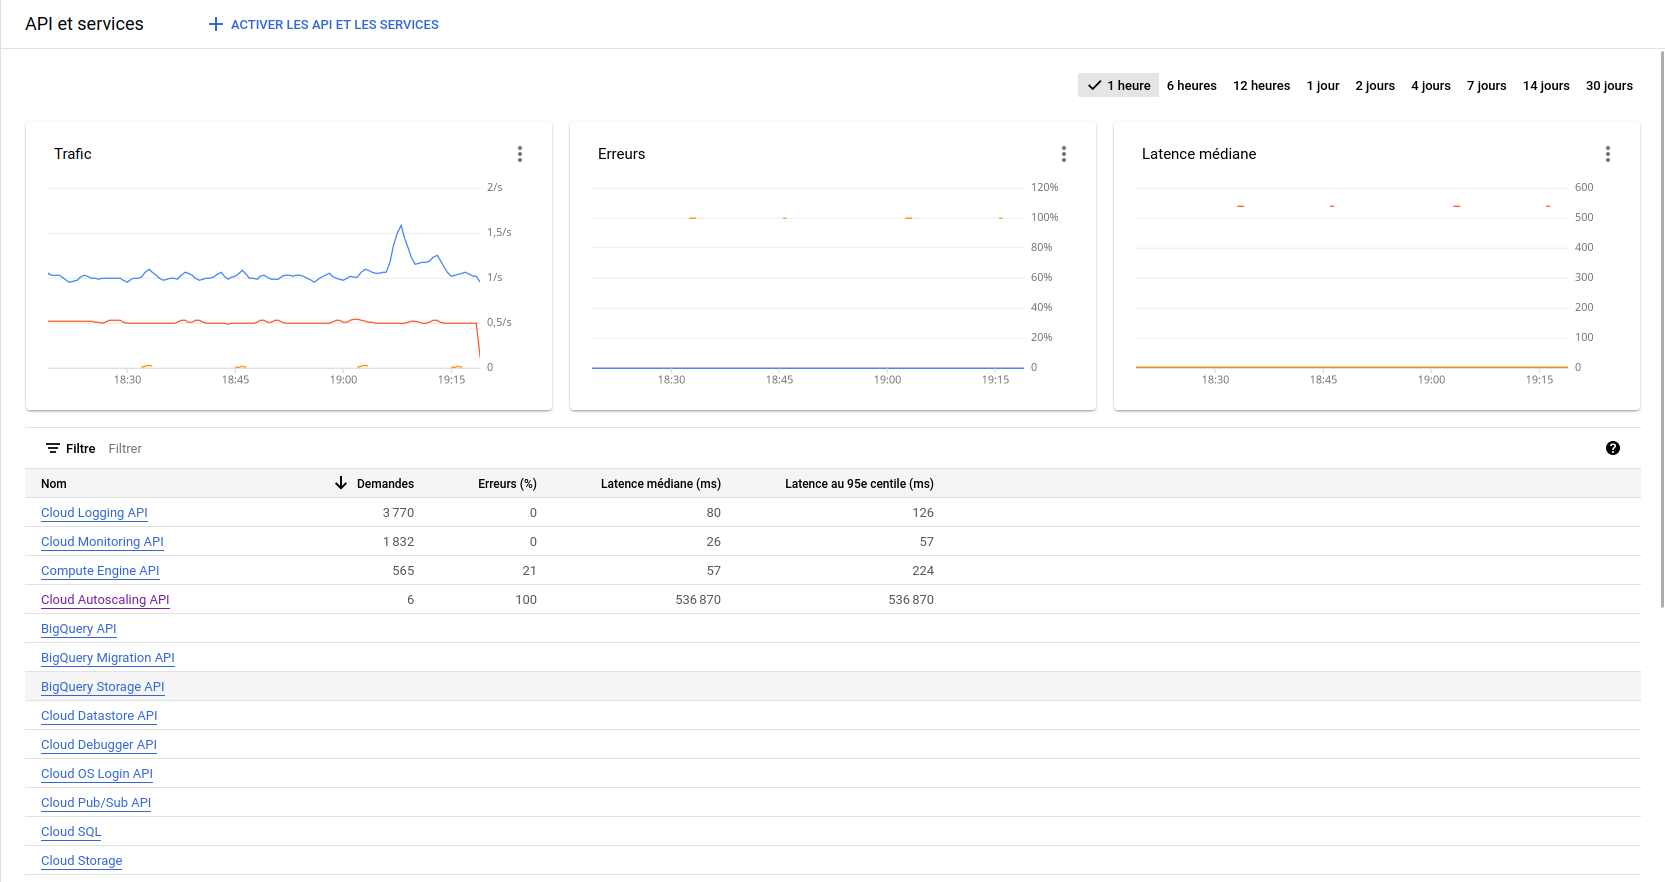 API et services
ACTIVER LES API ET LES SERVICES
1 heure 6 heures 12 heures 1 jour 2 jours 4 jours 7 jours 14 jours 30 jours
Trafic
2/s
1,5/s
1/s
0,5/s
0
18:30 18:45 19:00 19:15
Erreurs
120%
100%
80%
60%
40%
20%
0
18:30 18:45 19:00 19:15
Latence médiane
600
500
400
300
200
100
0
18:30 18:45 19:00 19:15
Filtre Filtrer
Nom Demandes Erreurs (%) Latence médiane (ms) Latence au 95e centile (ms)
Cloud Logging API 3 770 0 80 126
Cloud Monitoring API 1 832 0 26 57
Compute Engine API 565 21 57 224
Cloud Autoscaling API 6 100 536 870 536 870
BigQuery API
BigQuery Migration API
BigQuery Storage API
Cloud Datastore API
Cloud Debugger API
Cloud OS Login API
Cloud Pub/Sub API
Cloud SQL
Cloud Storage